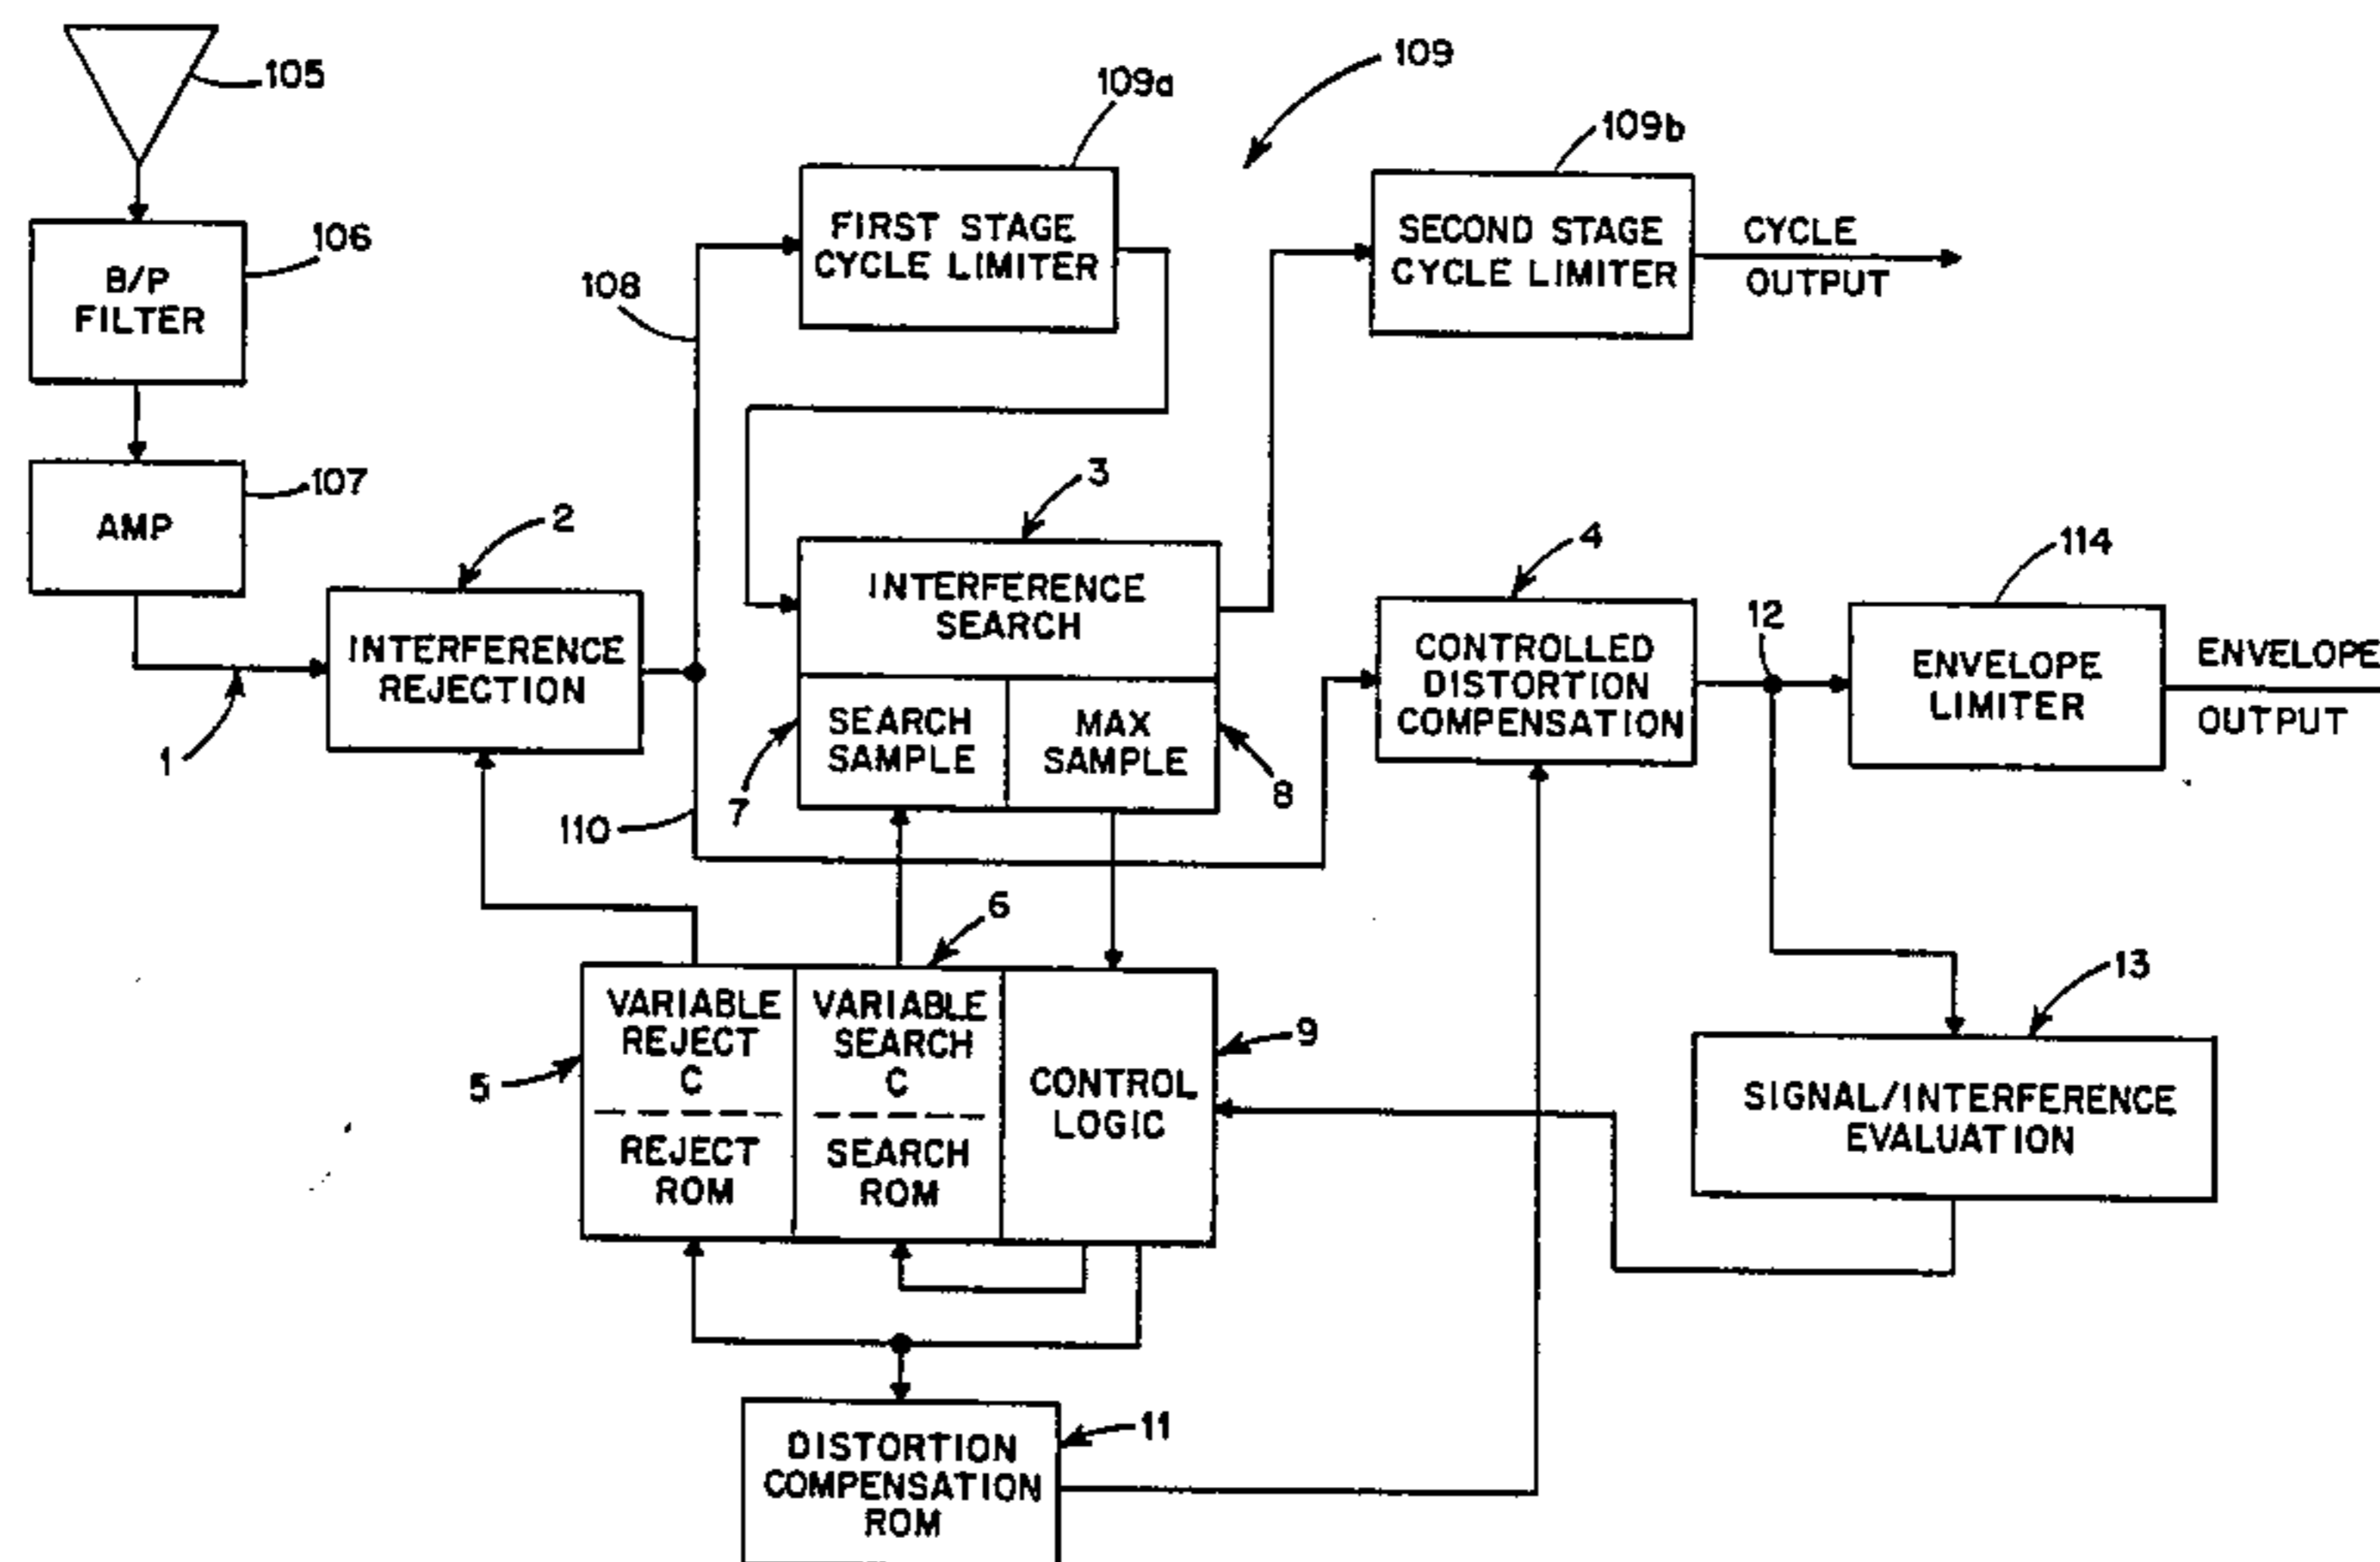 105
109
109a
109b
106
B/P
FILTER
FIRST STAGE
CYCLE LIMITER
SECOND STAGE
CYCLE LIMITER
CYCLE
OUTPUT
108
107
AMP
2
3
4
114
INTERFERENCE
REJECTION
INTERFERENCE
SEARCH
CONTROLLED
DISTORTION
COMPENSATION
12
ENVELOPE
LIMITER
ENVELOPE
OUTPUT
1
7
SEARCH
SAMPLE
MAX
SAMPLE
8
110
6
5
VARIABLE
REJECT
C
REJECT
ROM
VARIABLE
SEARCH
C
SEARCH
ROM
CONTROL
LOGIC
9
13
SIGNAL/INTERFERENCE
EVALUATION
11
DISTORTION
COMPENSATION
ROM